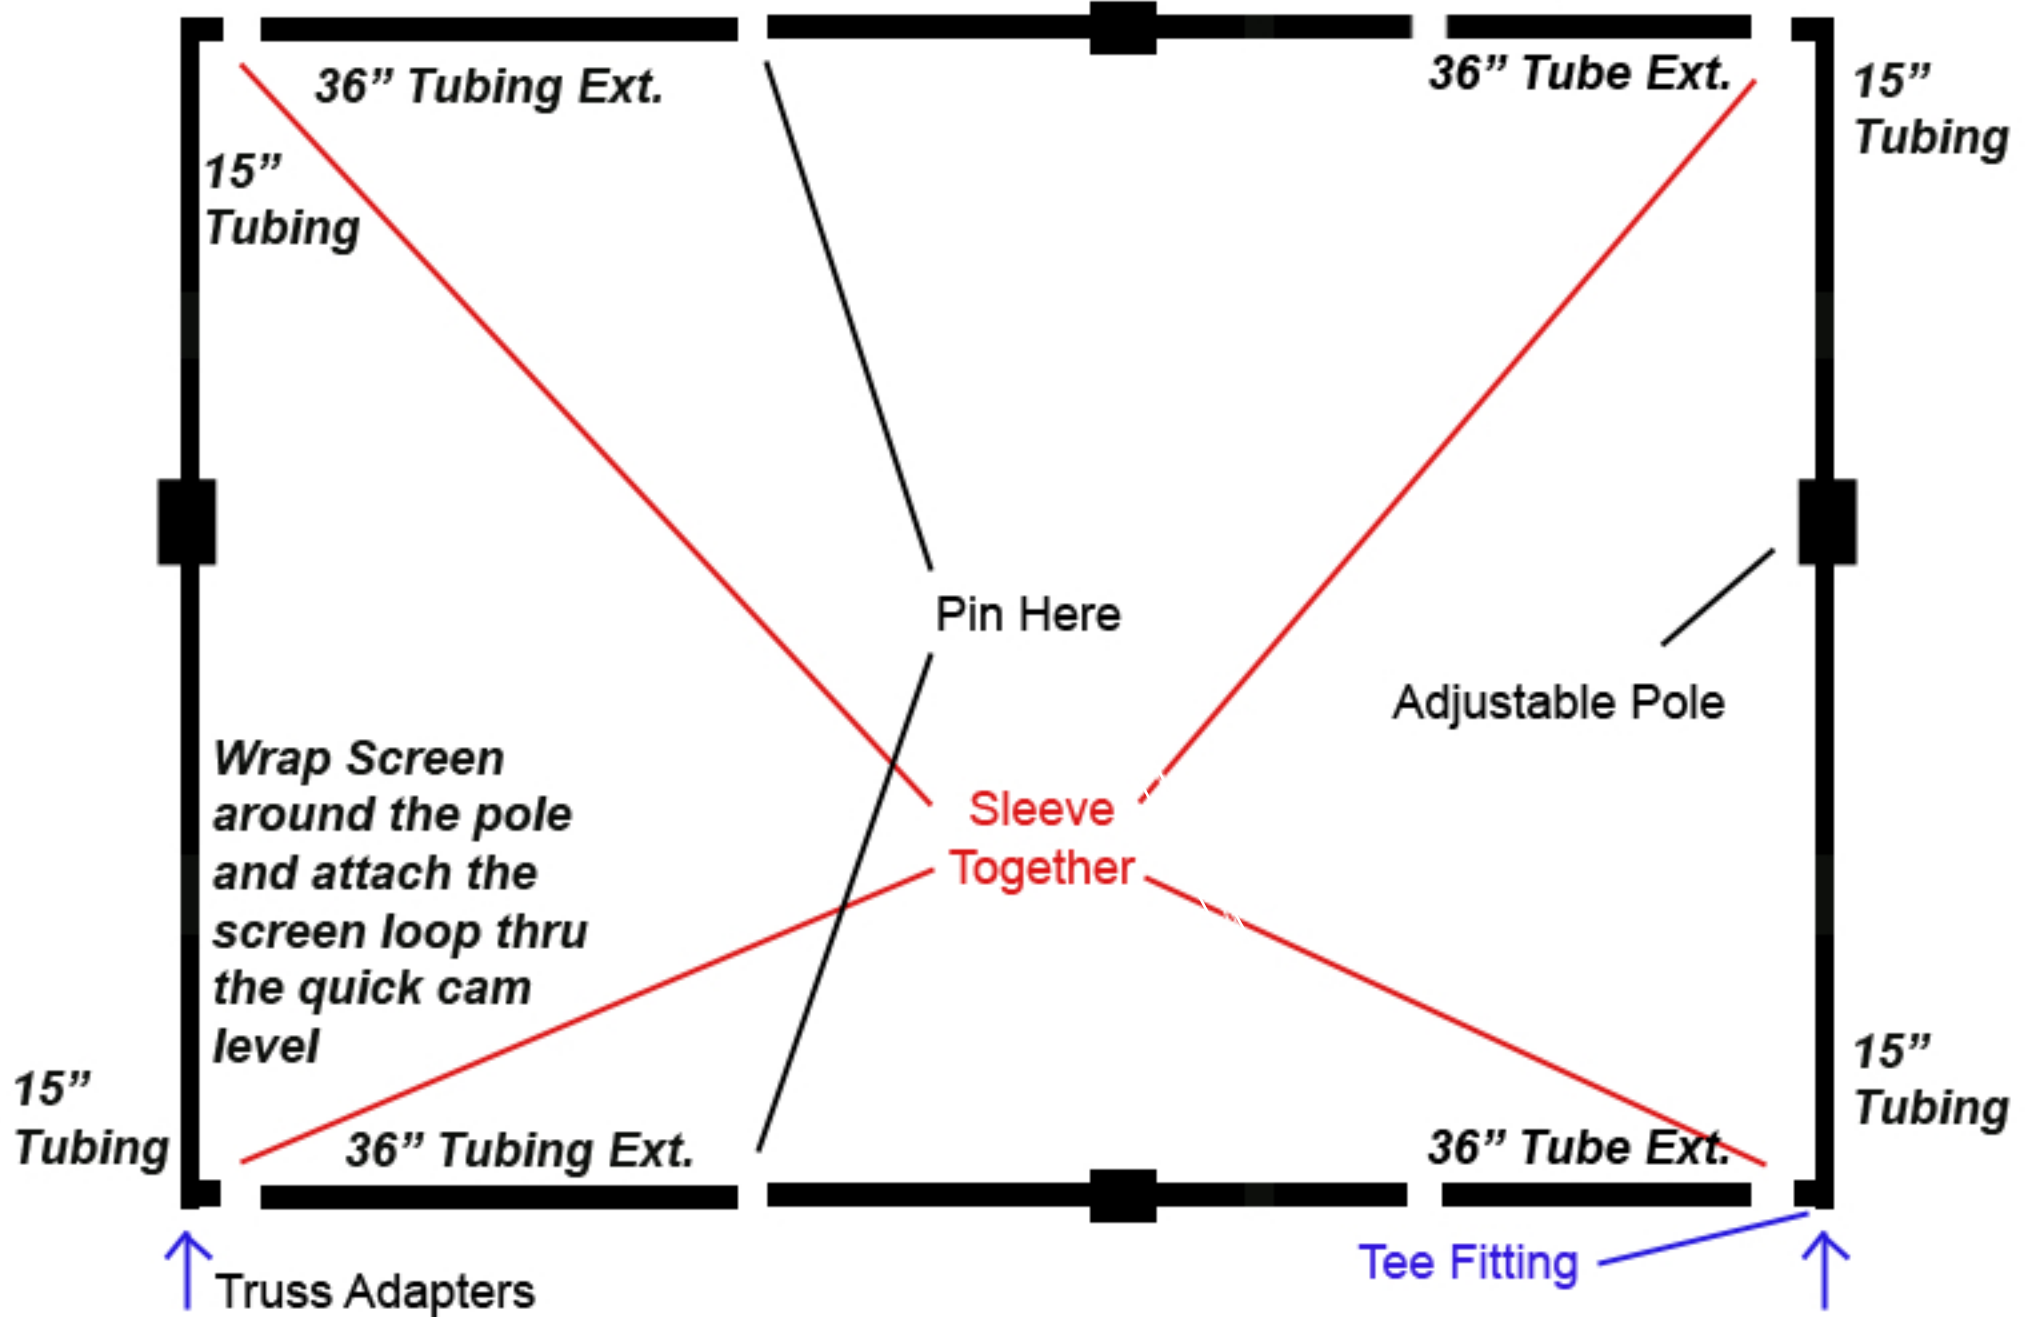 36” Tubing Ext.
36” Tube Ext.
15”
Tubing
15”
Tubing
Pin Here
Adjustable Pole
Sleeve
Together
Wrap Screen
around the pole
and attach the
screen loop thru
the quick cam
level
15”
Tubing
15”
Tubing
36” Tubing Ext.
36” Tube Ext.
Tee Fitting
Truss Adapters